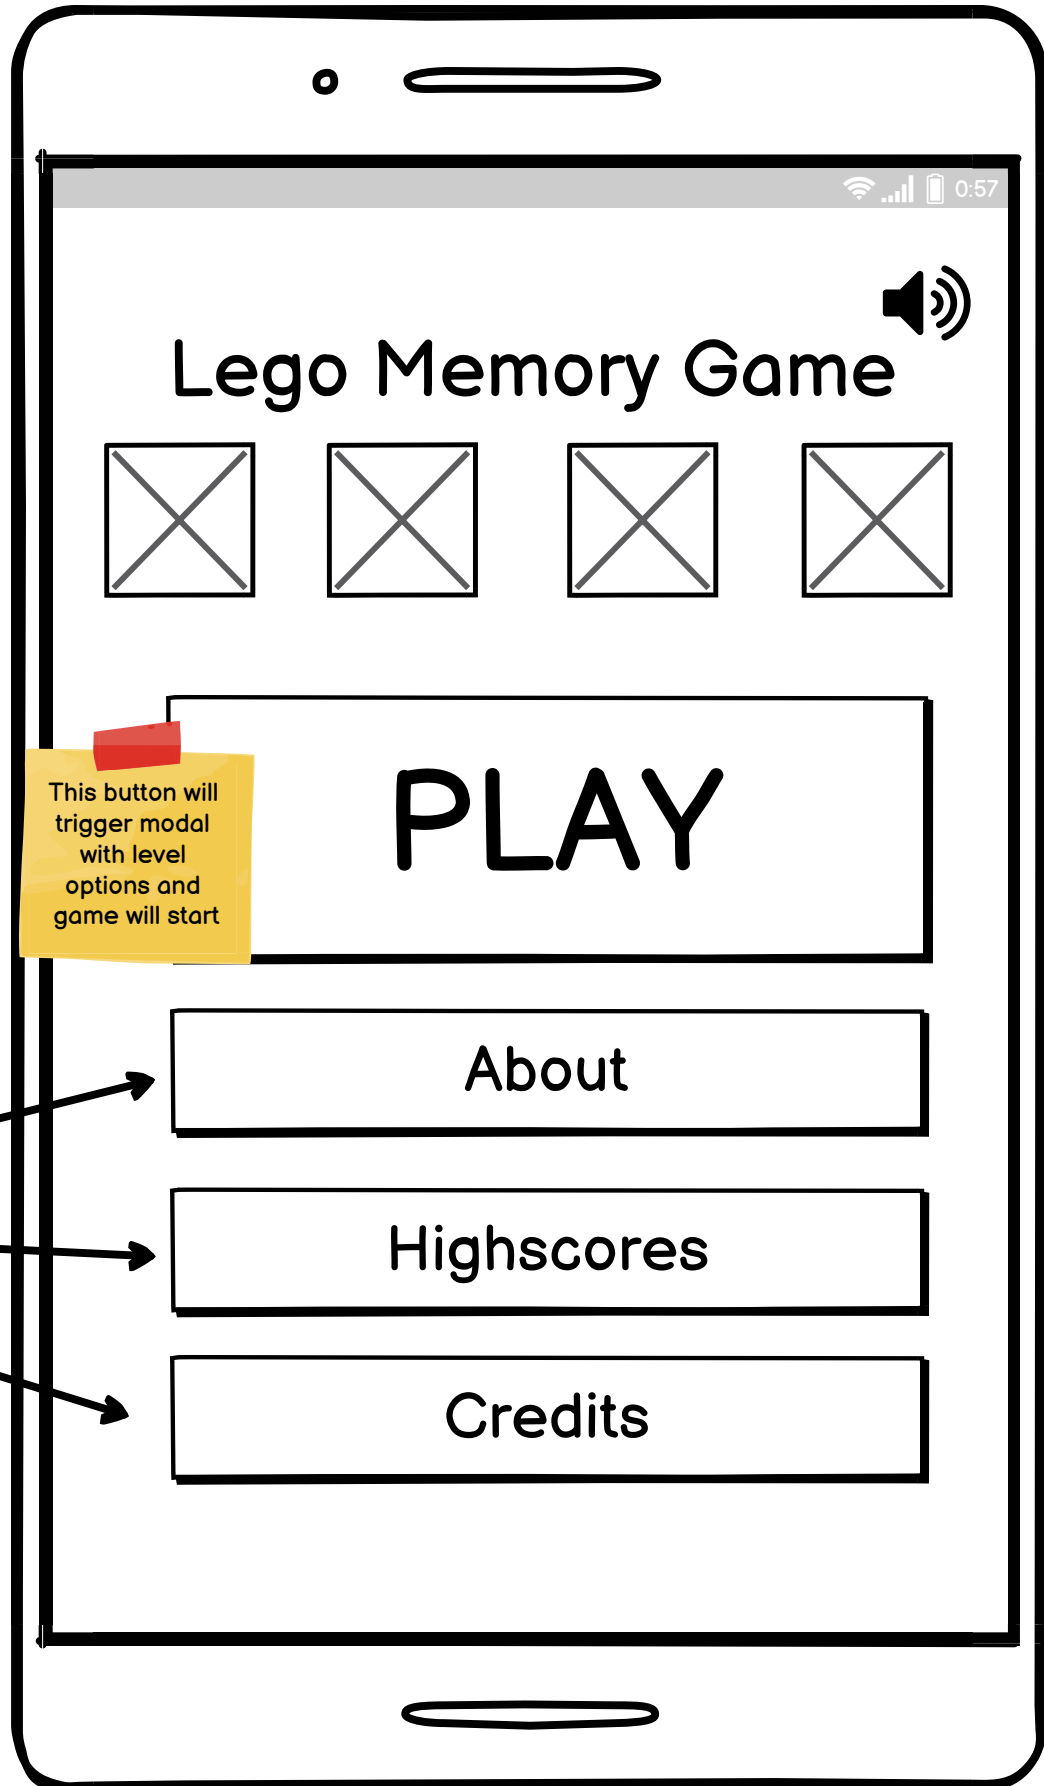 0:57
Lego Memory Game
PLAY
This button will
trigger modal
with level
options and
game will start
About
Highscores
Credits